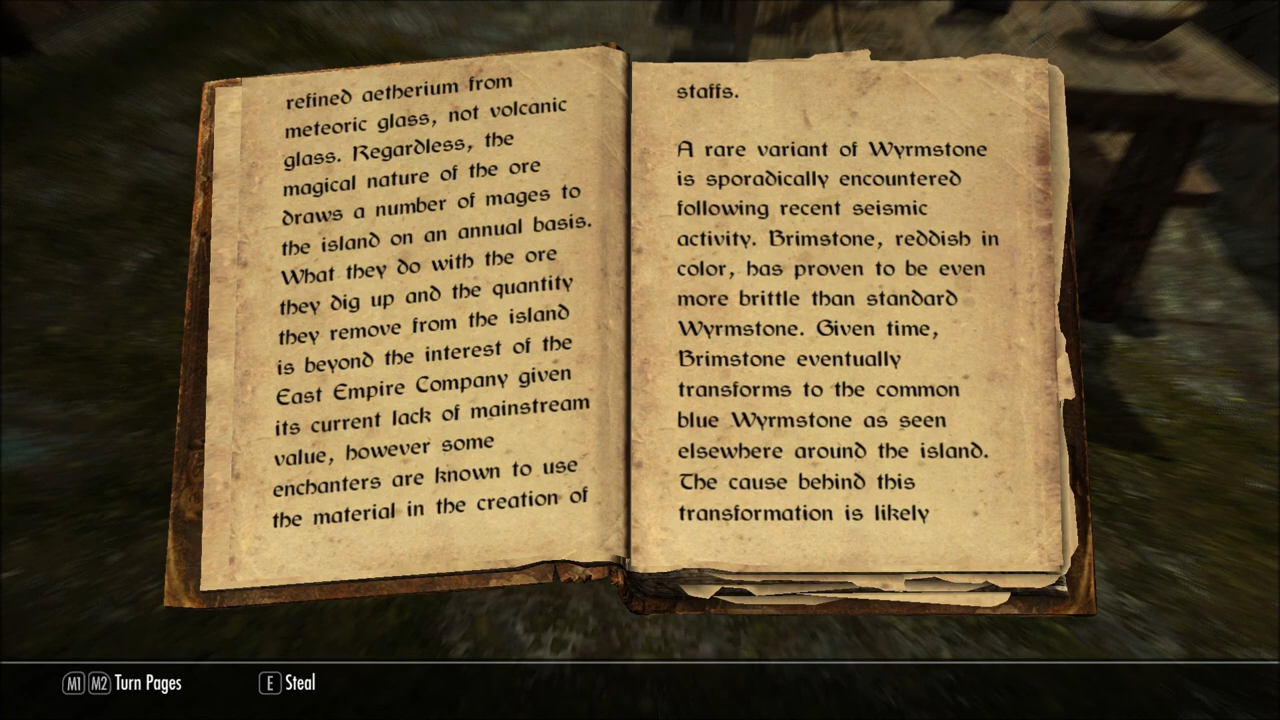 refined aetherium from
meteoric glass, not volcanic
glass. Regardless, the
magical nature of the ore
draws a number of mages to
the island on an annual basis.
What they do with the ore
they dig up and the quantity
they remove from the island
is beyond the interest of the
East Empire Company given
its current lack of mainstream
value, however some
enchanters are known to use
the material in the creation of
staffs.
A rare variant of Wyrmstone
is sporadically encountered
following recent seismic
activity. Brimstone, reddish in
color, has proven to be even
more brittle than standard
Wyrmstone. Given time,
Brimstone eventually
transforms to the common
blue Wyrmstone as seen
elsewhere around the island.
The cause behind this
transformation is likely
M1 M2 Turn Pages
E Steal